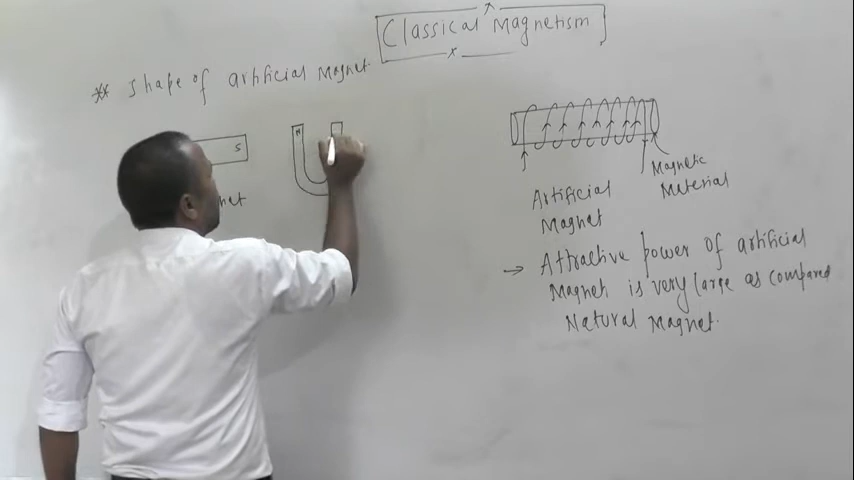 Classical Magnetism
** Shape of artificial Magnet
S
N
Magnetic
Material
Artificial
Magnet
→ Attractive power of artificial
Magnet is very large as compared
Natural Magnet.